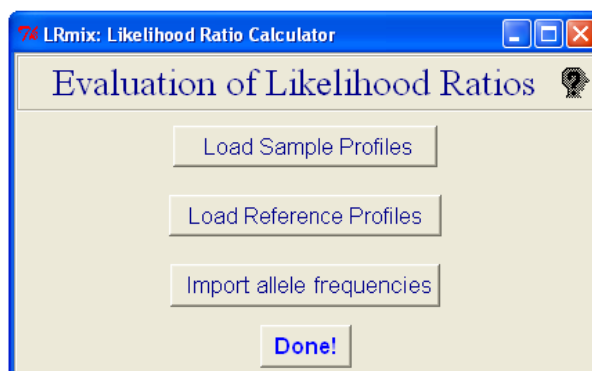 LRmix: Likelihood Ratio Calculator
Evaluation of Likelihood Ratios
Load Sample Profiles
Load Reference Profiles
Import allele frequencies
Done!